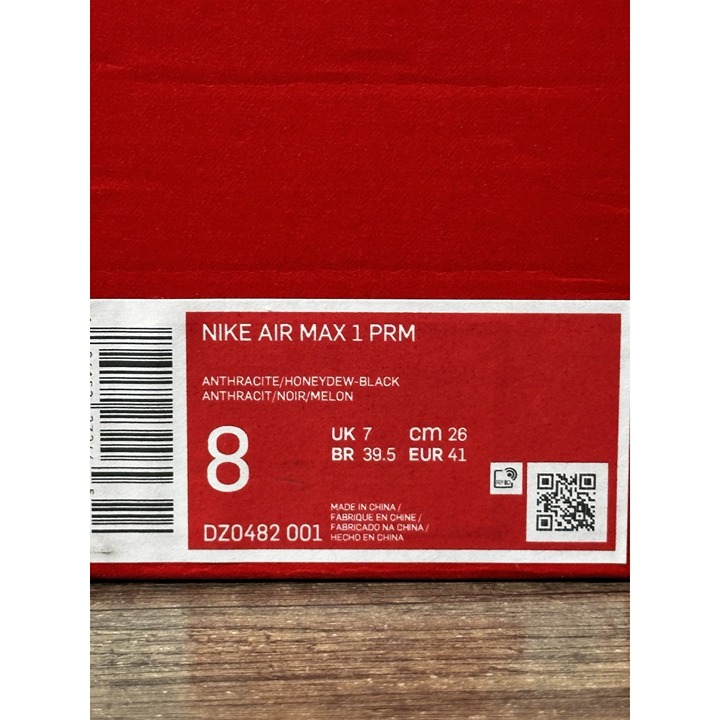 NIKE AIR MAX 1 PRM
ANTHRACITE/HONEYDEW-BLACK
ANTHRACIT/NOIR/MELON
8
UK 7 cm 26
BR 39.5 EUR 41
RFID
DZ0482 001
MADE IN CHINA /
FABRIQUE EN CHINE /
FABRICADO NA CHINA /
HECHO EN CHINA